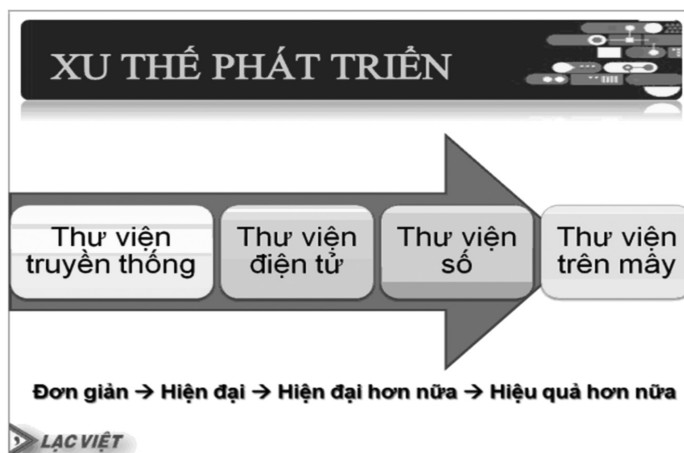 XU THẾ PHÁT TRIỂN
Thư viện
truyền thống
Thư viện
điện tử
Thư viện
số
Thư viện
trên mây
Đơn giản → Hiện đại → Hiện đại hơn nữa → Hiệu quả hơn nữa
LẠC VIỆT